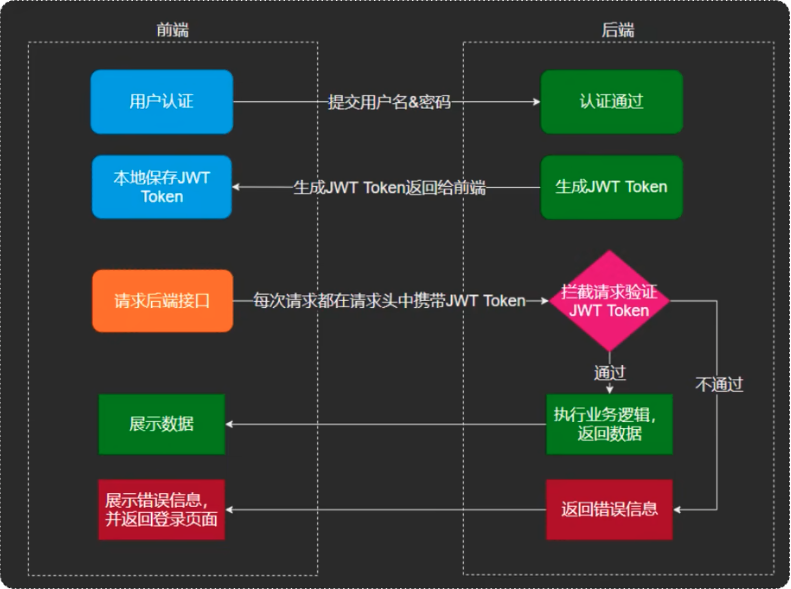 前端
后端
用户认证
提交用户名&密码
认证通过
本地保存JWT
Token
生成JWT Token返回给前端
生成JWT Token
请求后端接口
每次请求都在请求头中携带JWT Token
拦截请求验证
JWT Token
通过
不通过
展示数据
执行业务逻辑，
返回数据
展示错误信息，
并返回登录页面
返回错误信息